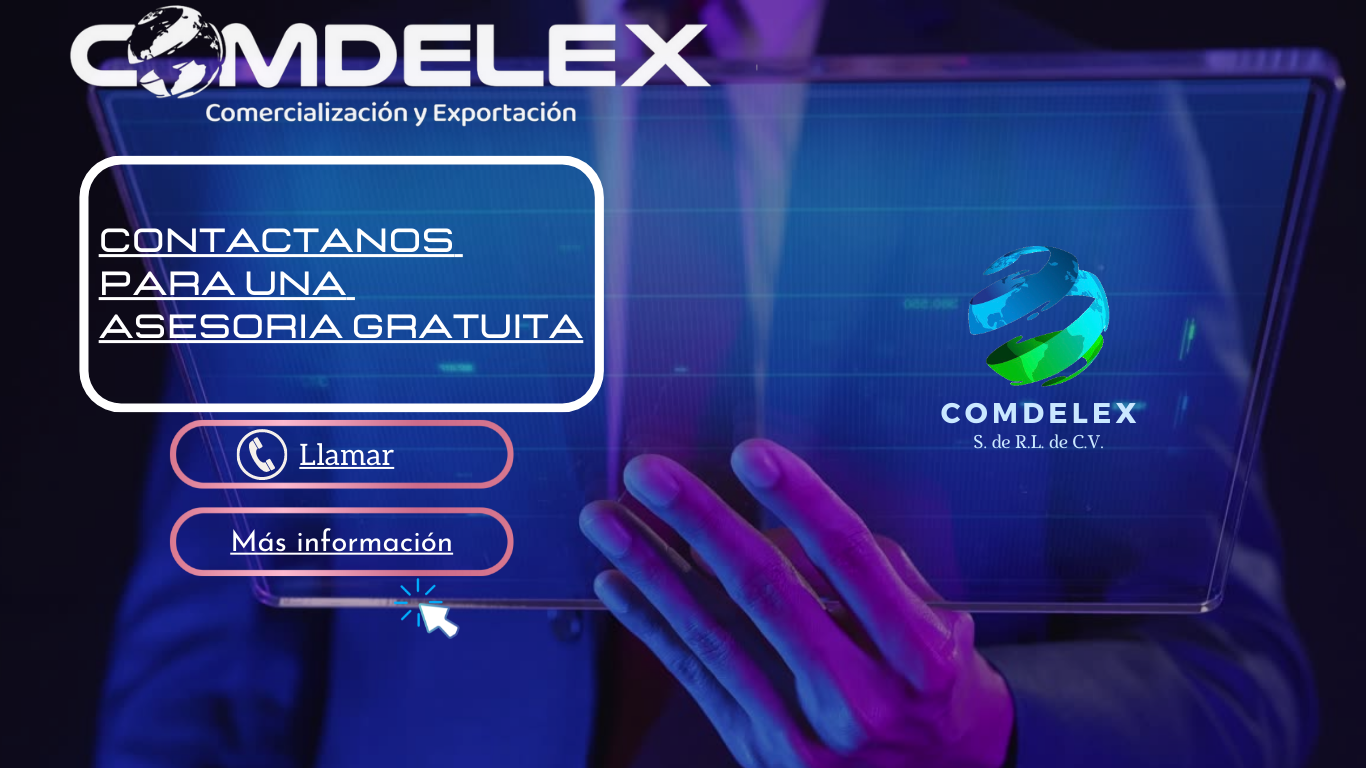 COMDELEX
Comercialización y Exportación
CONTACTANOS
PARA UNA
ASESORIA GRATUITA
Llamar
Más información
COMDELEX
S. de R.L. de C.V.